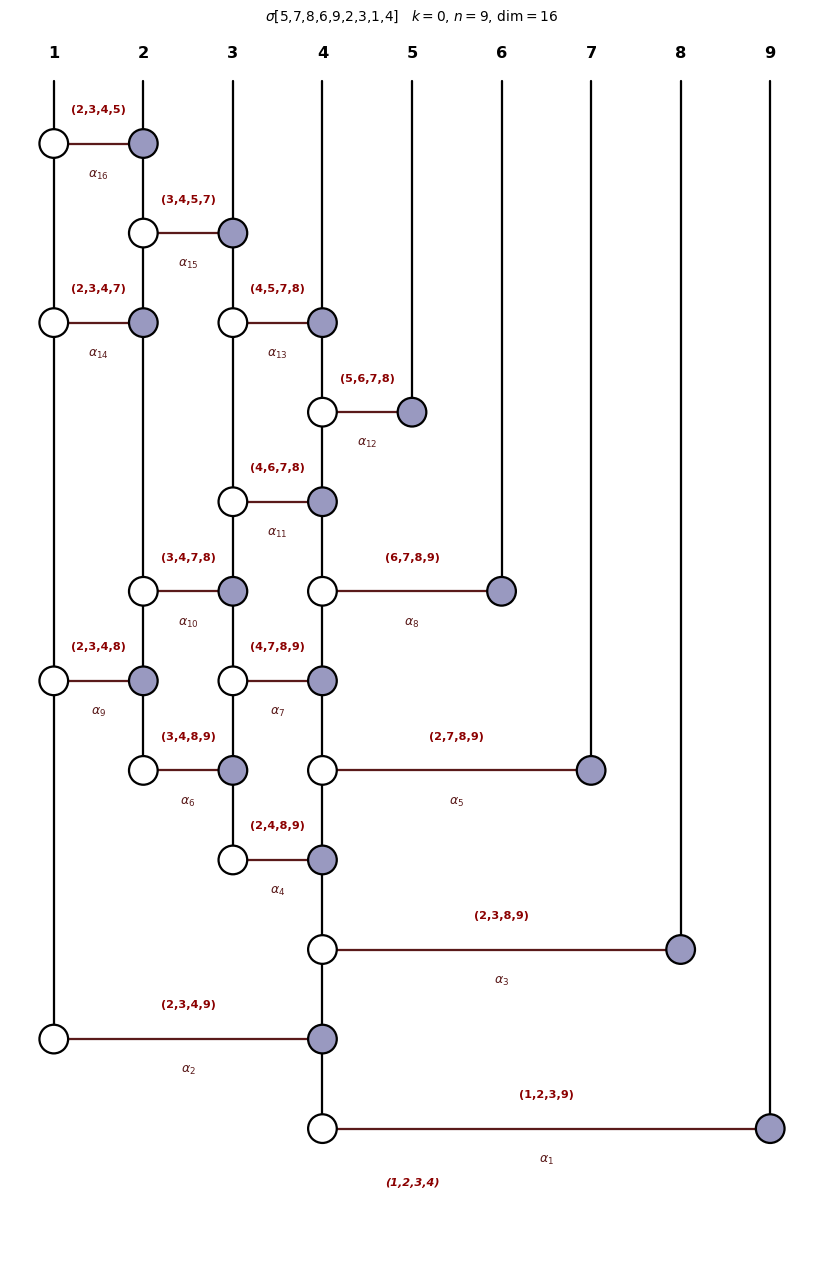 σ[5,7,8,6,9,2,3,1,4]   k=0, n=9, dim=16
1 2 3 4 5 6 7 8 9
(2,3,4,5)
α₁₆
(3,4,5,7)
α₁₅
(2,3,4,7) (4,5,7,8)
α₁₄ α₁₃
(5,6,7,8)
α₁₂
(4,6,7,8)
α₁₁
(3,4,7,8) (6,7,8,9)
α₁₀ α₈
(2,3,4,8) (4,7,8,9)
α₉ α₇
(3,4,8,9) (2,7,8,9)
α₆ α₅
(2,4,8,9)
α₄
(2,3,8,9)
α₃
(2,3,4,9)
α₂
(1,2,3,9)
α₁
(1,2,3,4)